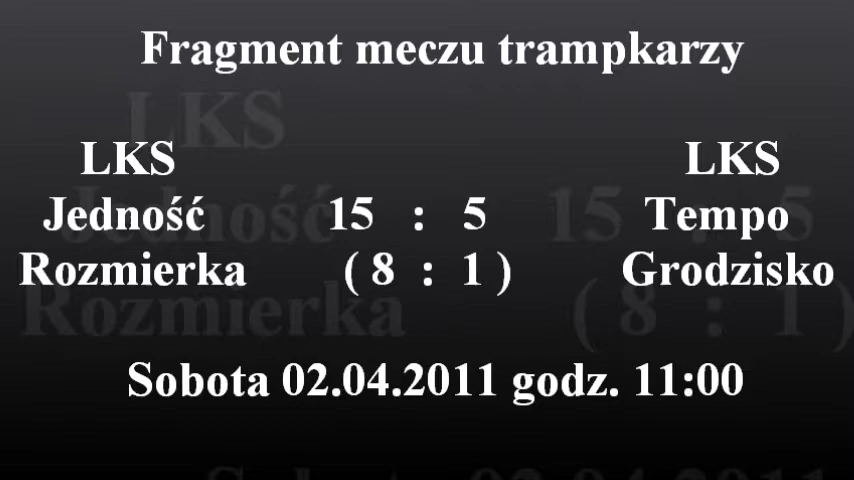 Fragment meczu trampkarzy
LKS LKS
Jedność 15 : 5 Tempo
Rozmierka ( 8 : 1 ) Grodzisko
Sobota 02.04.2011 godz. 11:00